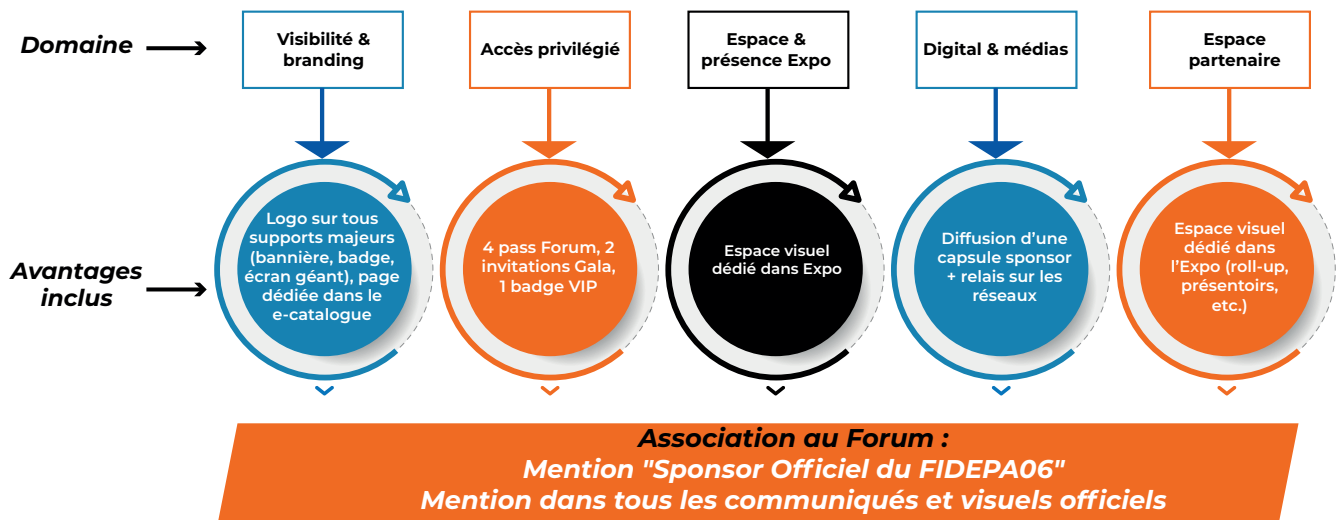 Domaine
Visibilité &
branding
Accès privilégié
Espace &
présence Expo
Digital & médias
Espace
partenaire
Avantages
inclus
Logo sur tous
supports majeurs
(bannière, badge,
écran géant), page
dédiée dans le
e-catalogue
4 pass Forum, 2
invitations Gala,
1 badge VIP
Espace visuel
dédié dans Expo
Diffusion d’une
capsule sponsor
+ relais sur les
réseaux
Espace visuel
dédié dans
l’Expo (roll-up,
présentoirs,
etc.)
Association au Forum :
Mention "Sponsor Officiel du FIDEPA06"
Mention dans tous les communiqués et visuels officiels